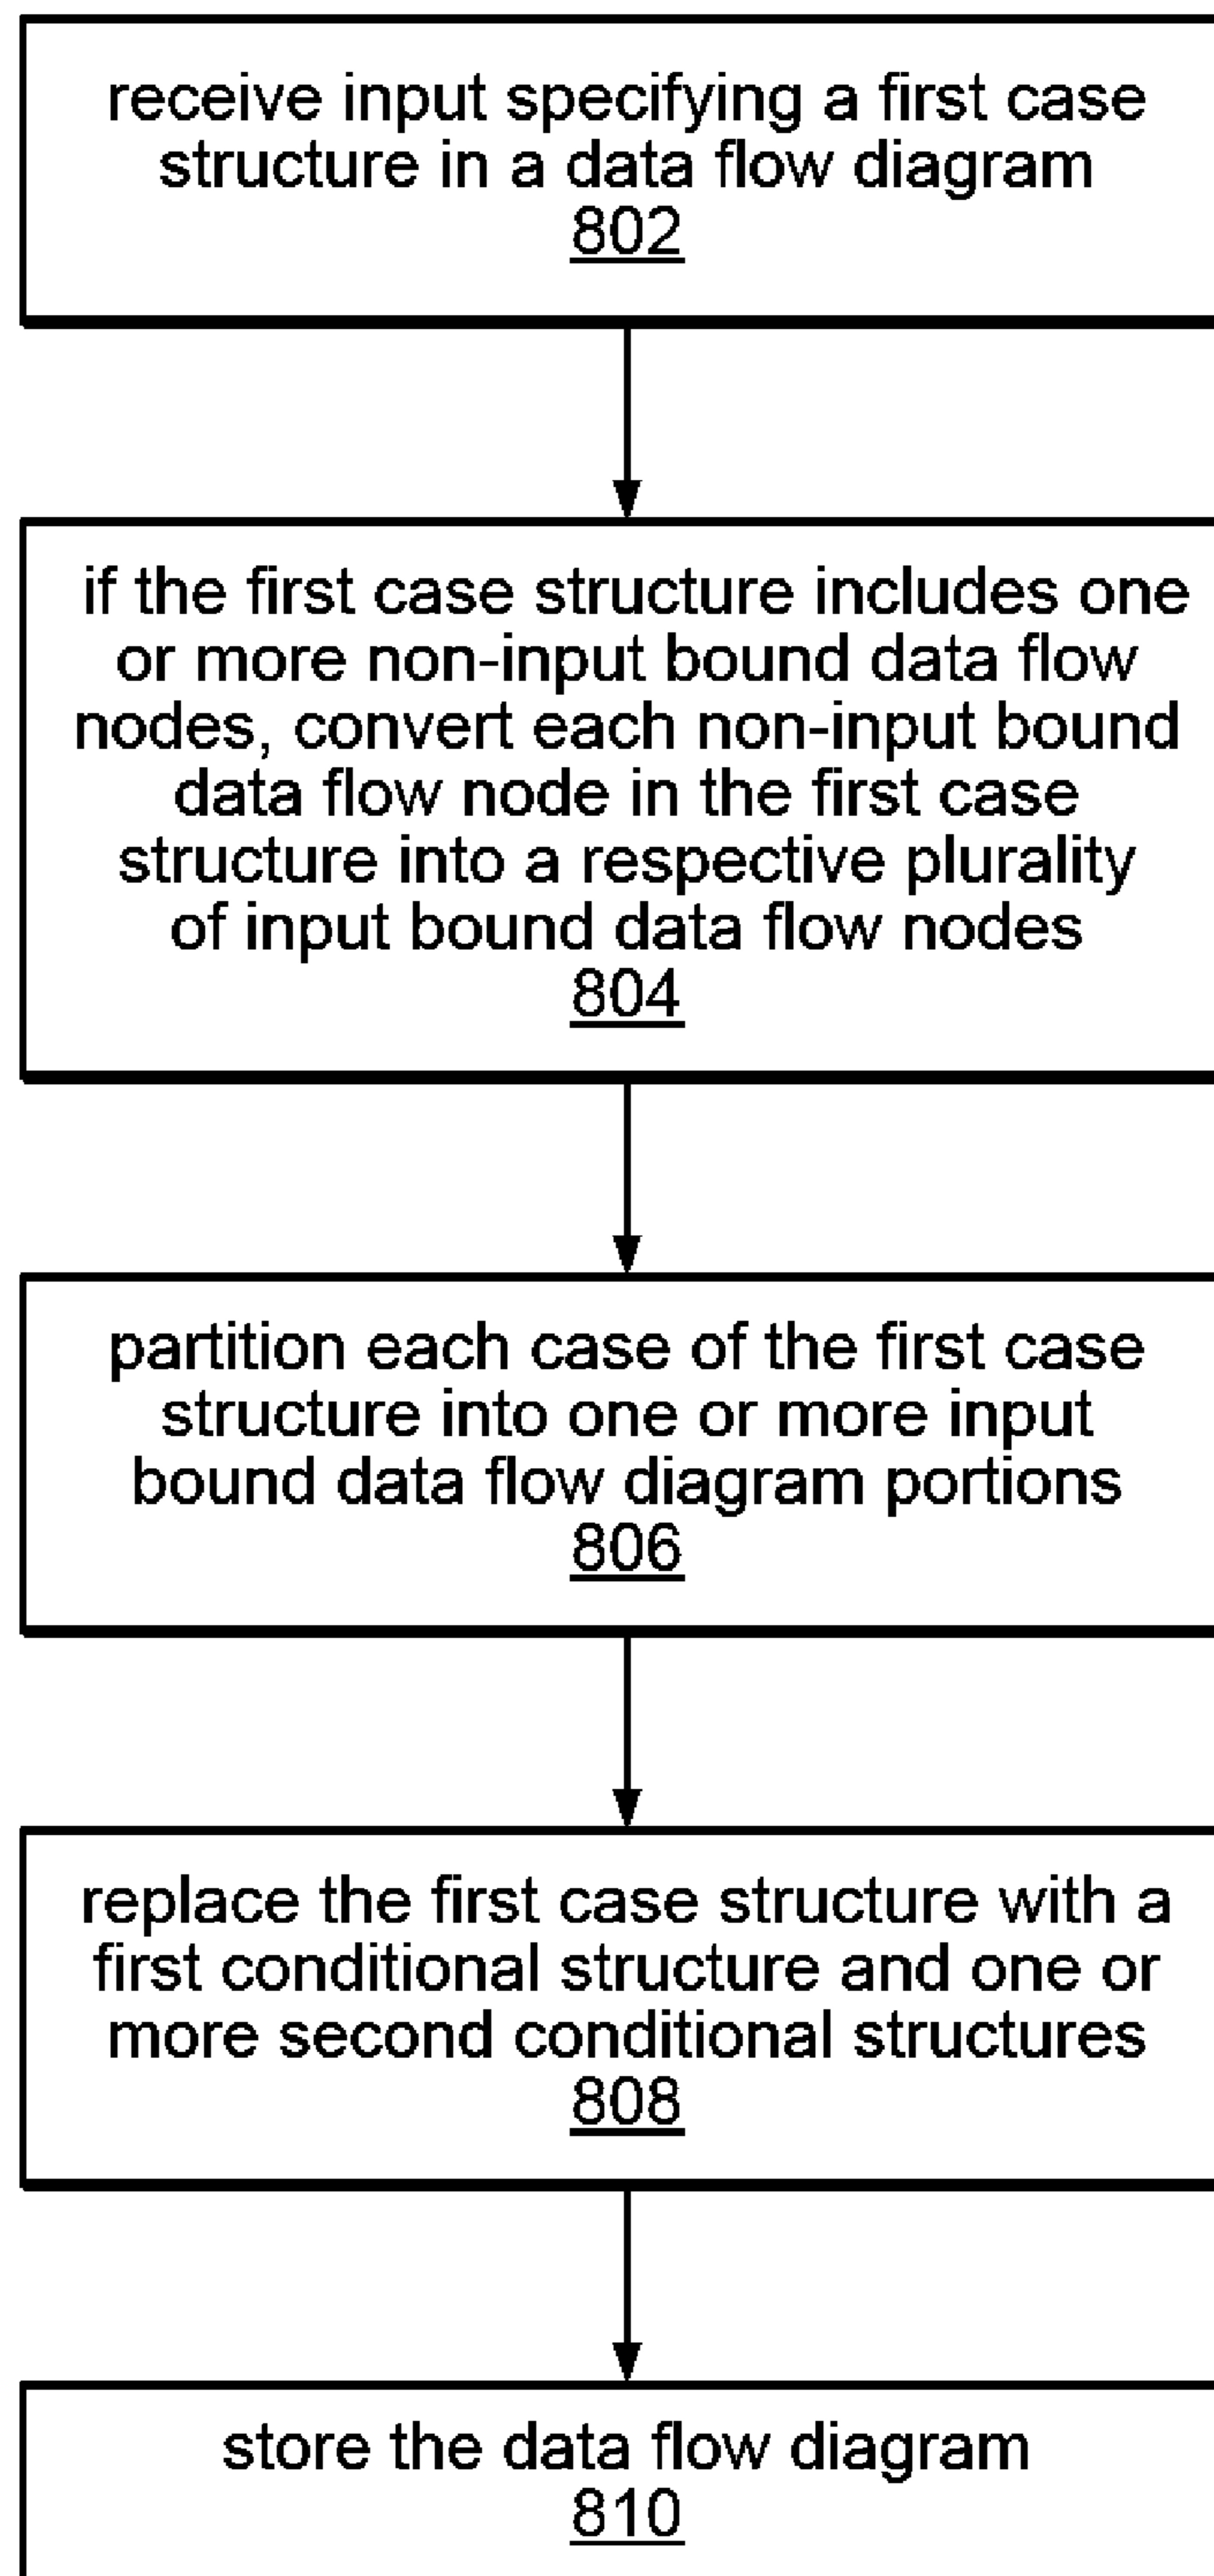 receive input specifying a first case
structure in a data flow diagram
802
if the first case structure includes one
or more non-input bound data flow
nodes, convert each non-input bound
data flow node in the first case
structure into a respective plurality
of input bound data flow nodes
804
partition each case of the first case
structure into one or more input
bound data flow diagram portions
806
replace the first case structure with a
first conditional structure and one or
more second conditional structures
808
store the data flow diagram
810